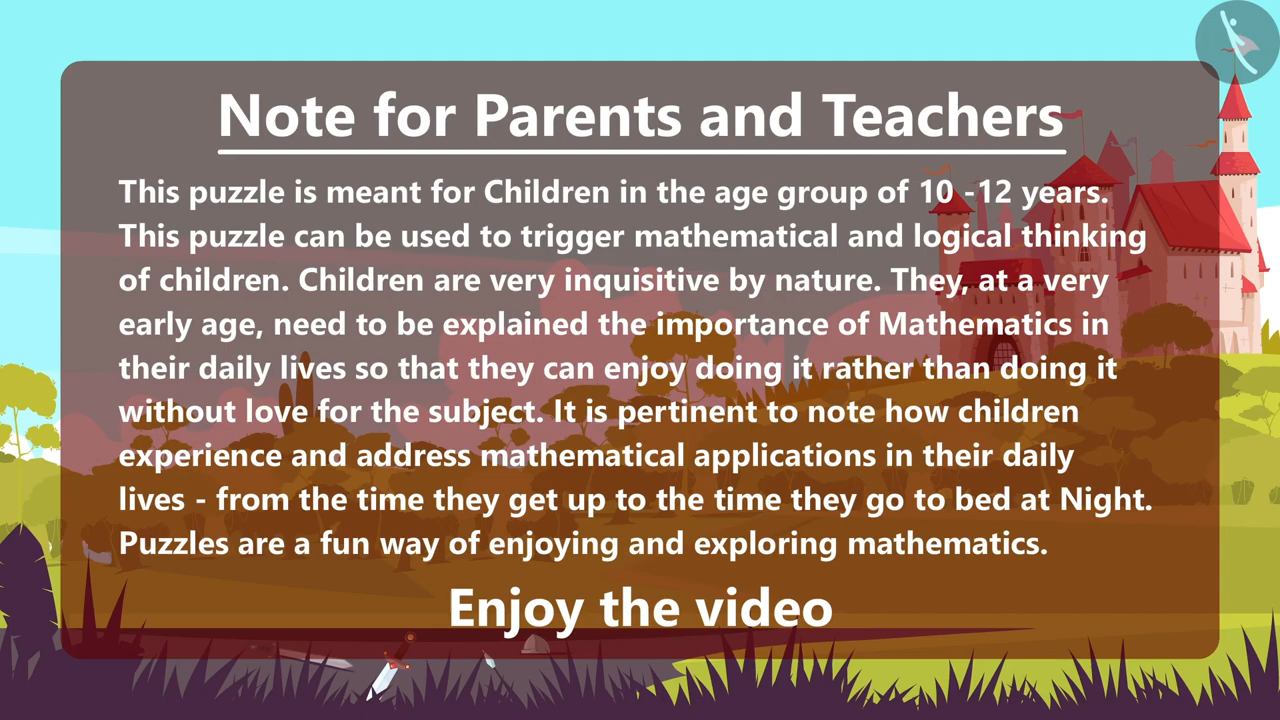 Note for Parents and Teachers
This puzzle is meant for Children in the age group of 10 -12 years.
This puzzle can be used to trigger mathematical and logical thinking
of children. Children are very inquisitive by nature. They, at a very
early age, need to be explained the importance of Mathematics in
their daily lives so that they can enjoy doing it rather than doing it
without love for the subject. It is pertinent to note how children
experience and address mathematical applications in their daily
lives - from the time they get up to the time they go to bed at Night.
Puzzles are a fun way of enjoying and exploring mathematics.
Enjoy the video